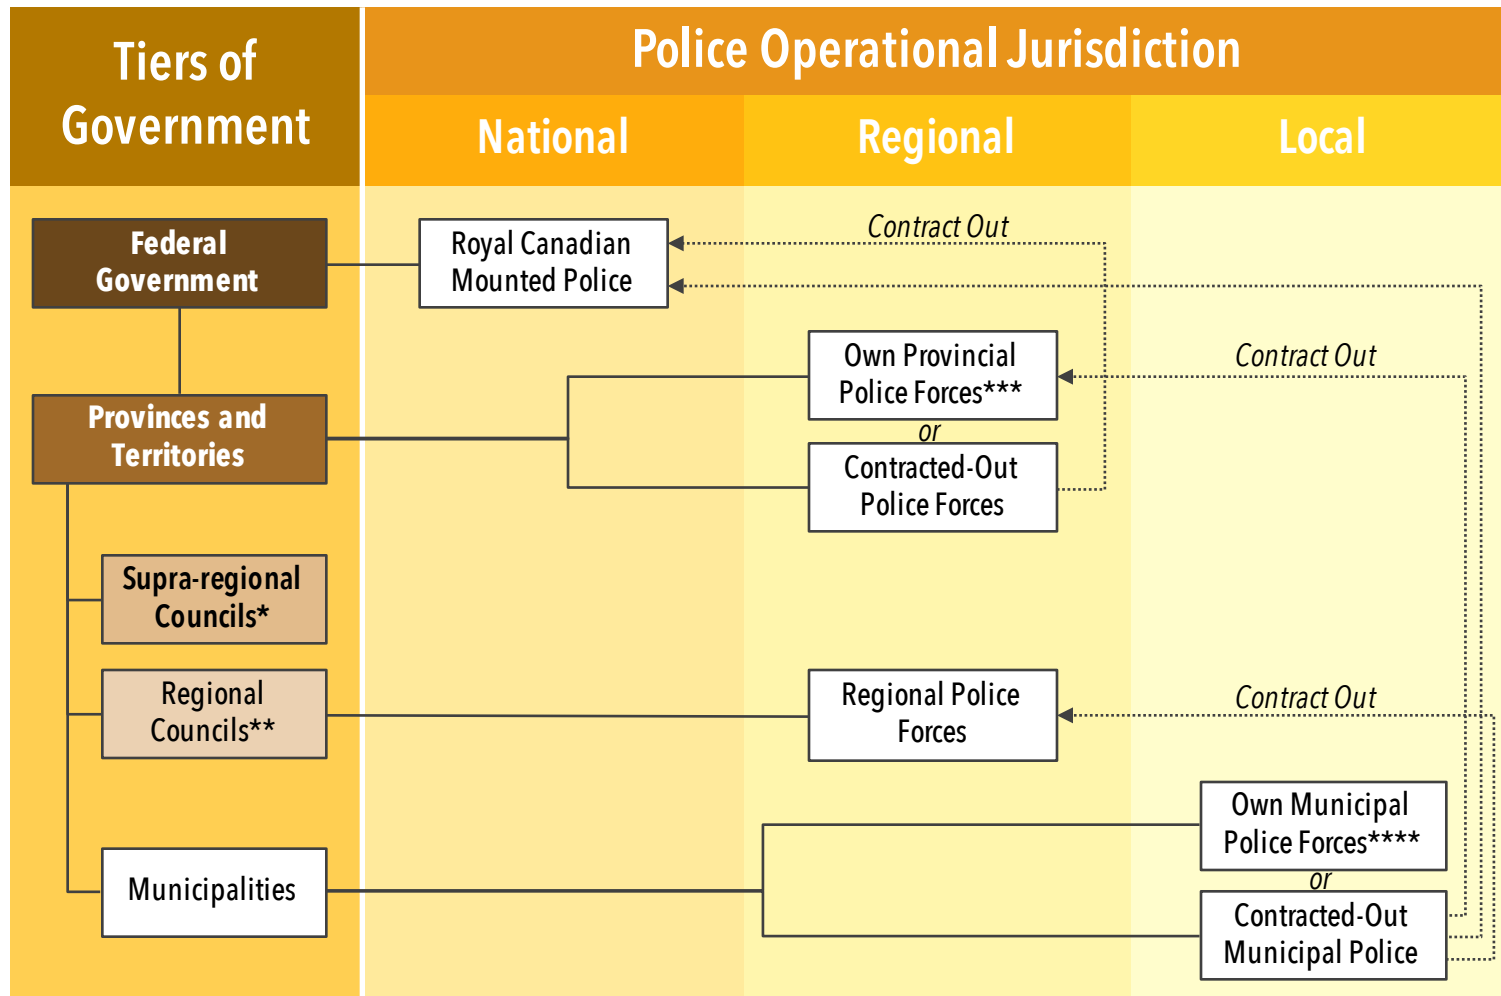 Tiers of
Government
Police Operational Jurisdiction
National
Regional
Local
Federal
Government
Royal Canadian
Mounted Police
Contract Out
Own Provincial
Police Forces***
Contract Out
or
Provinces and
Territories
Contracted-Out
Police Forces
Supra-regional
Councils*
Regional
Councils**
Regional Police
Forces
Contract Out
Own Municipal
Police Forces****
or
Municipalities
Contracted-Out
Municipal Police